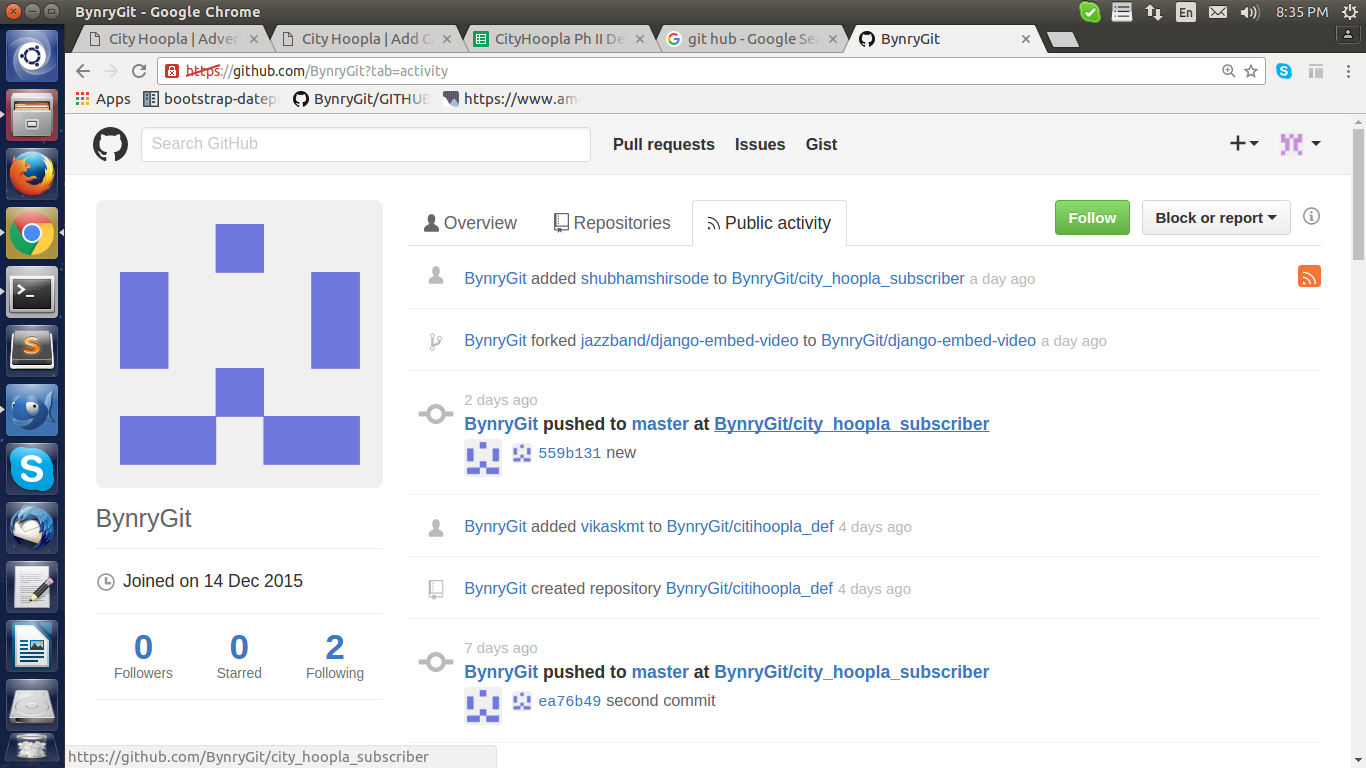 BynryGit - Google Chrome
En
8:35 PM
City Hoopla | Adver
City Hoopla | Add C
CityHoopla Ph II De
git hub - Google Sea
BynryGit
https://github.com/BynryGit?tab=activity
Apps
bootstrap-datep
BynryGit/GITHUB
https://www.am
Search GitHub
Pull requests
Issues
Gist
Overview
Repositories
Public activity
Follow
Block or report
BynryGit added shubhamshirsode to BynryGit/city_hoopla_subscriber a day ago
BynryGit forked jazzband/django-embed-video to BynryGit/django-embed-video a day ago
2 days ago
BynryGit pushed to master at BynryGit/city_hoopla_subscriber
559b131 new
BynryGit added vikaskmt to BynryGit/citihoopla_def 4 days ago
BynryGit created repository BynryGit/citihoopla_def 4 days ago
7 days ago
BynryGit pushed to master at BynryGit/city_hoopla_subscriber
ea76b49 second commit
BynryGit
Joined on 14 Dec 2015
0 Followers
0 Starred
2 Following
https://github.com/BynryGit/city_hoopla_subscriber